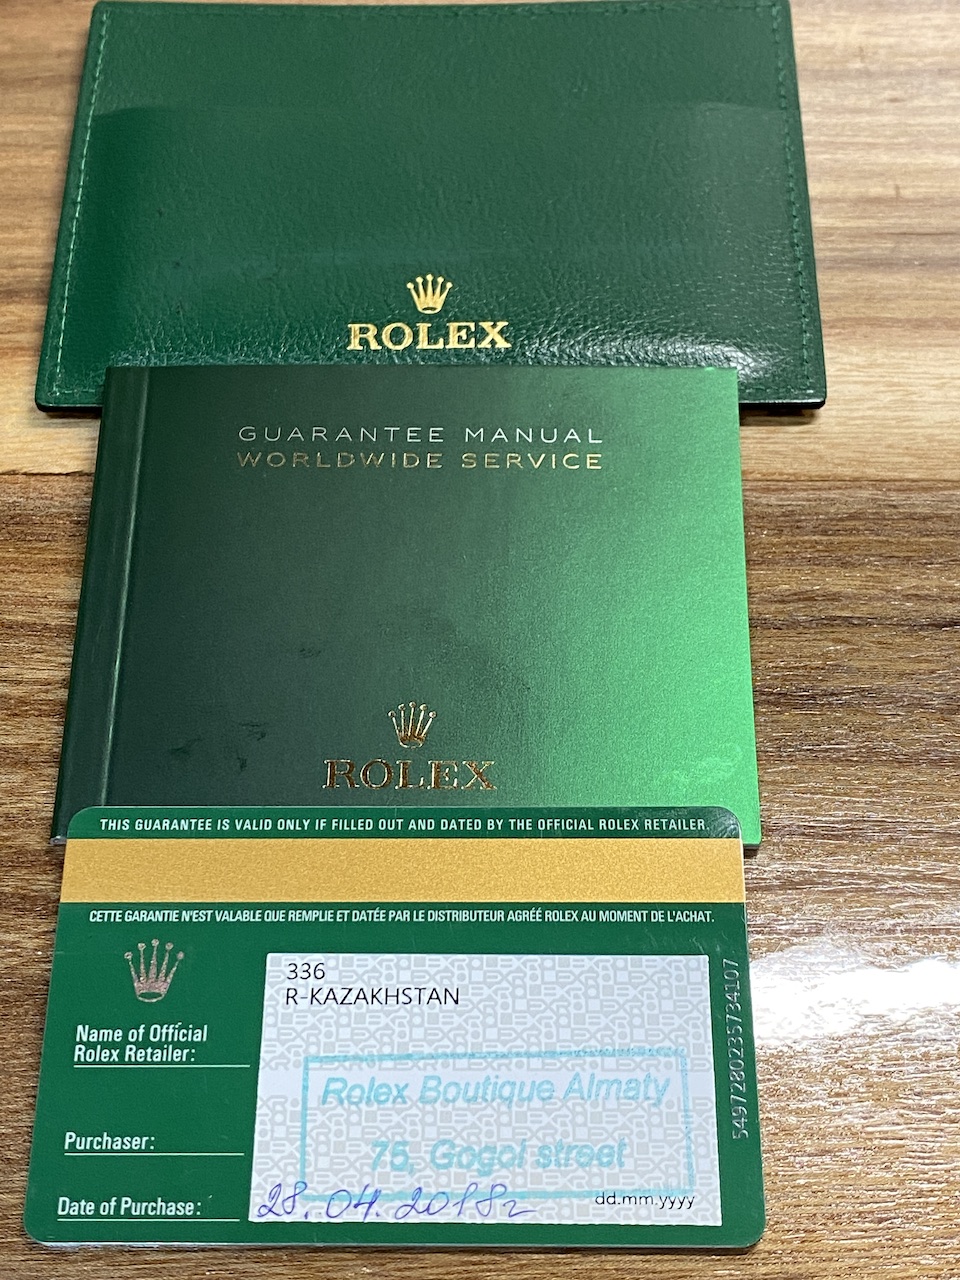 ROLEX
GUARANTEE MANUAL
WORLDWIDE SERVICE
ROLEX
THIS GUARANTEE IS VALID ONLY IF FILLED OUT AND DATED BY THE OFFICIAL ROLEX RETAILER.
CETTE GARANTIE N'EST VALABLE QUE REMPLIE ET DATÉE PAR LE DISTRIBUTEUR AGRÉÉ ROLEX AU MOMENT DE L'ACHAT.
336
R-KAZAKHSTAN
Name of Official
Rolex Retailer:
Rolex Boutique Almaty
75, Gogol street
Purchaser:
Date of Purchase:
28.04.2018г
dd.mm.yyyy
5497280235734107